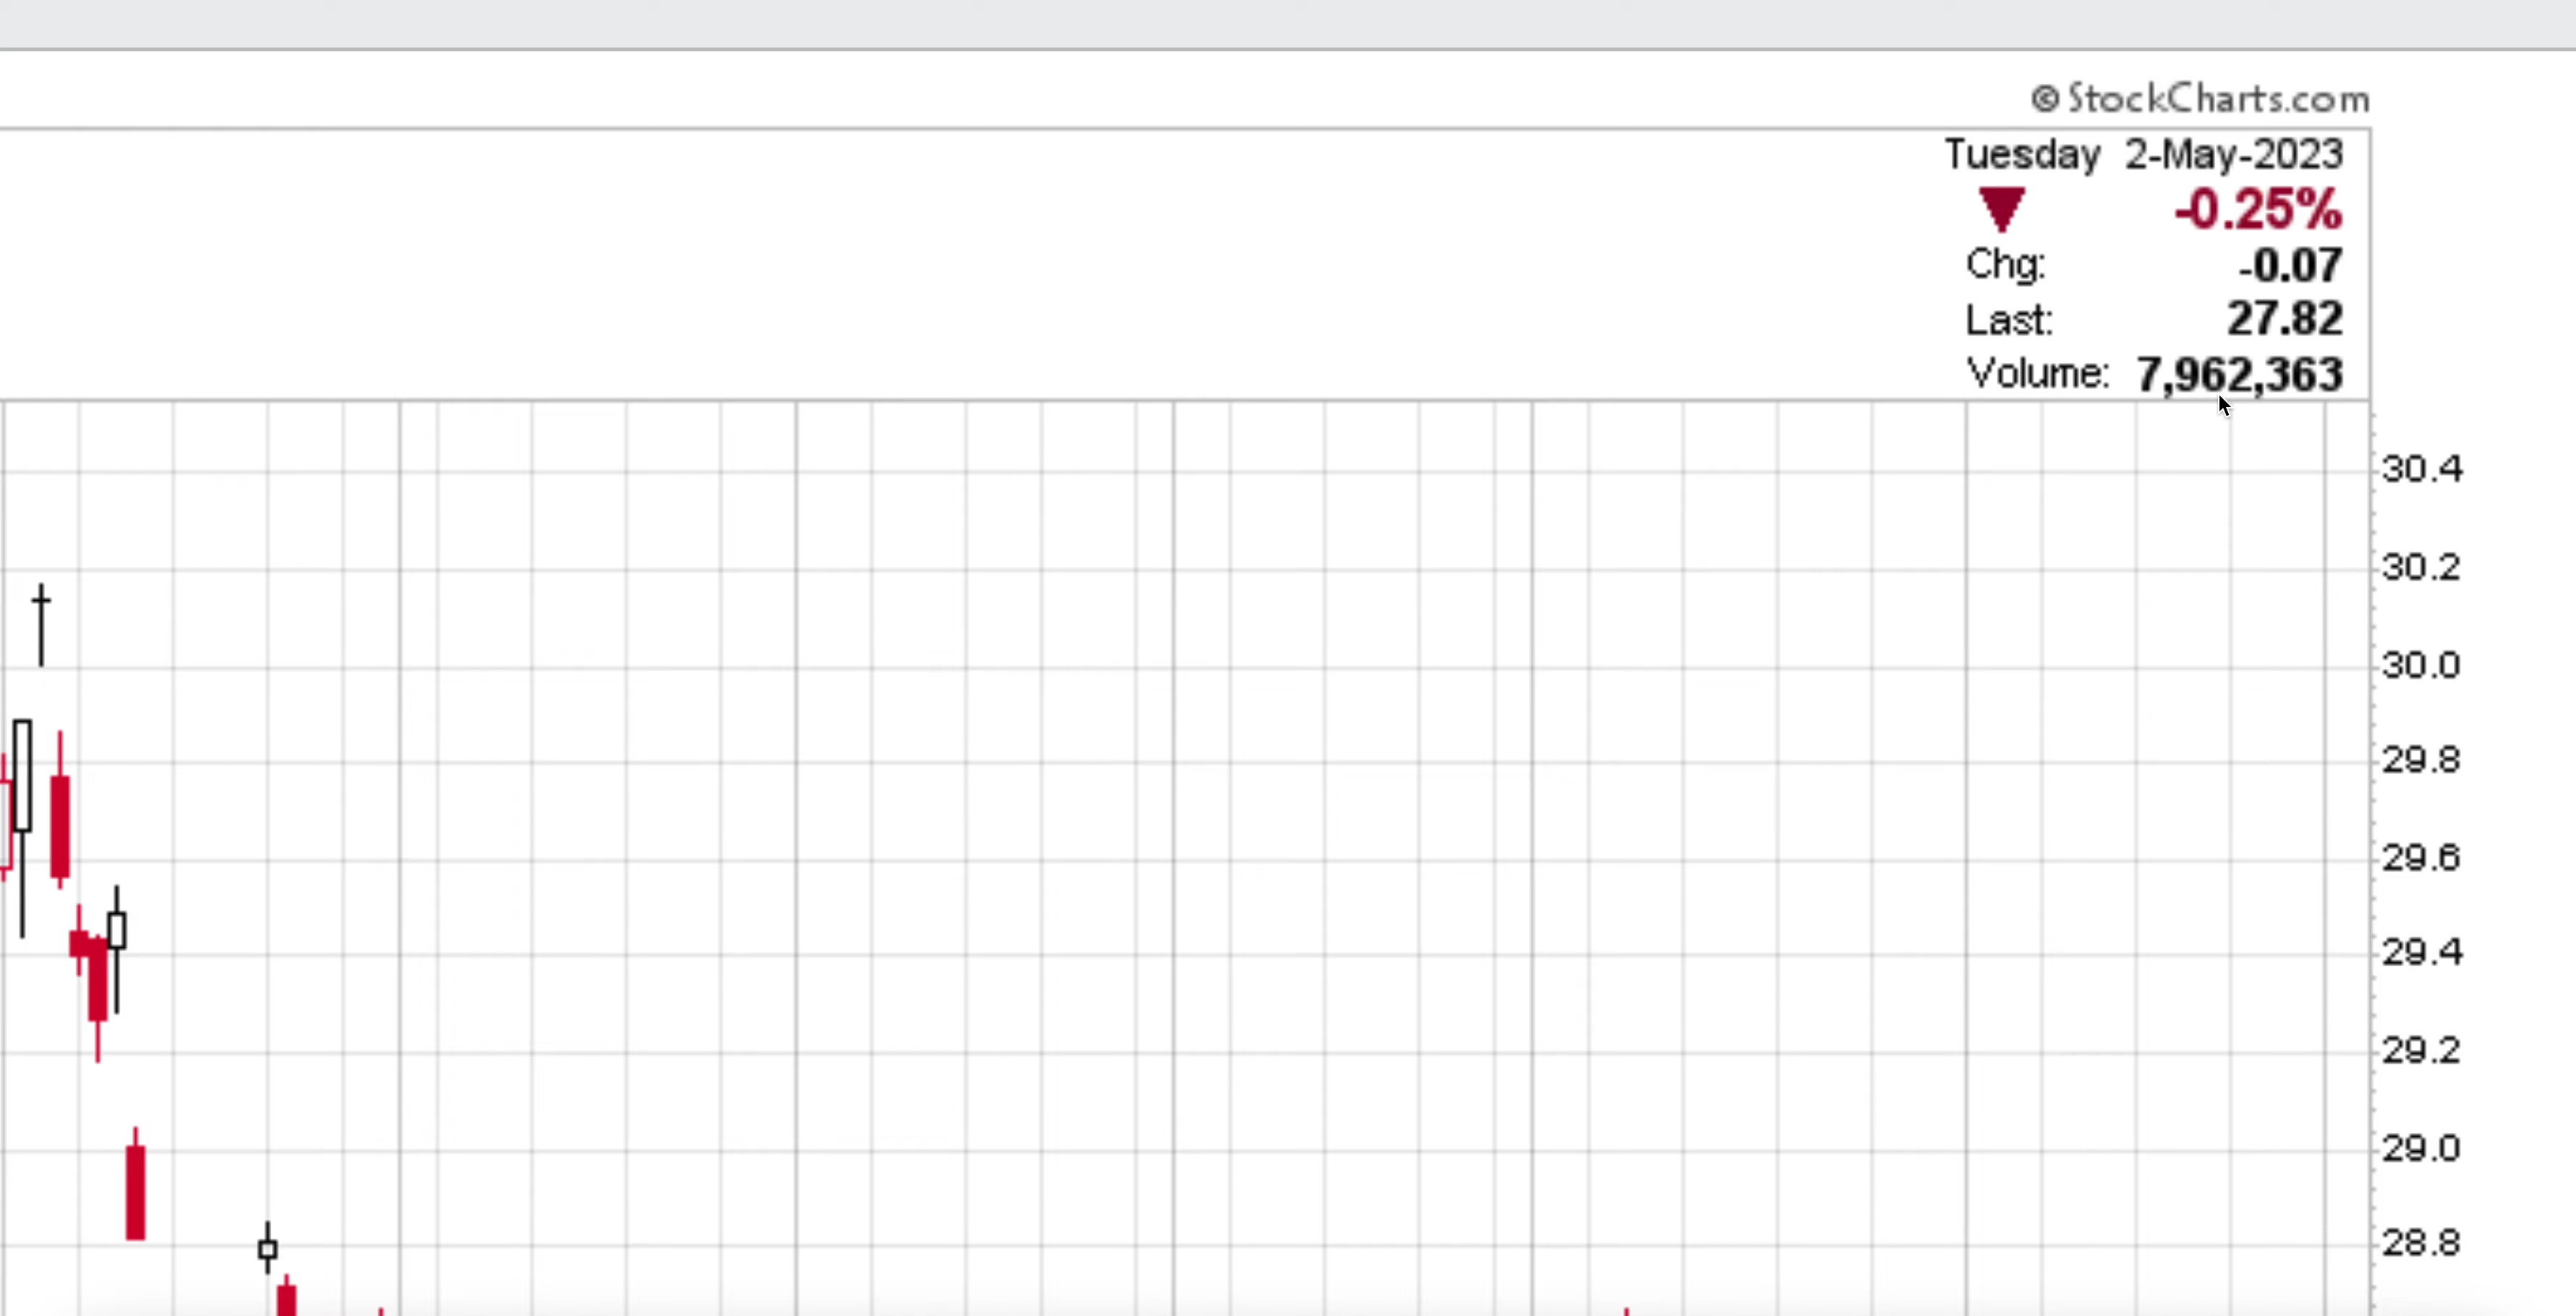 © StockCharts.com
Tuesday 2-May-2023
▼ -0.25%
Chg: -0.07
Last: 27.82
Volume: 7,962,363
30.4
30.2
30.0
29.8
29.6
29.4
29.2
29.0
28.8